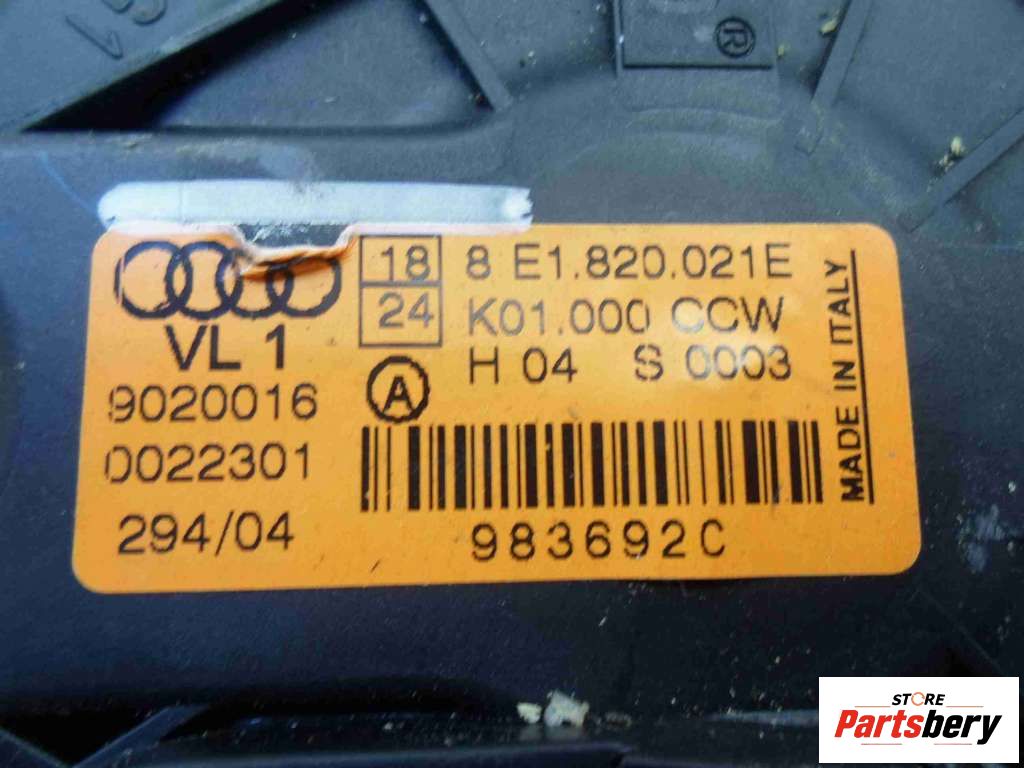 ®
18 8 E1.820.021E
24 K01.000 CCW
VL 1
H 04 S 0003
A
9020016
0022301
294/04
983692C
MADE IN ITALY
STORE
Partsbery